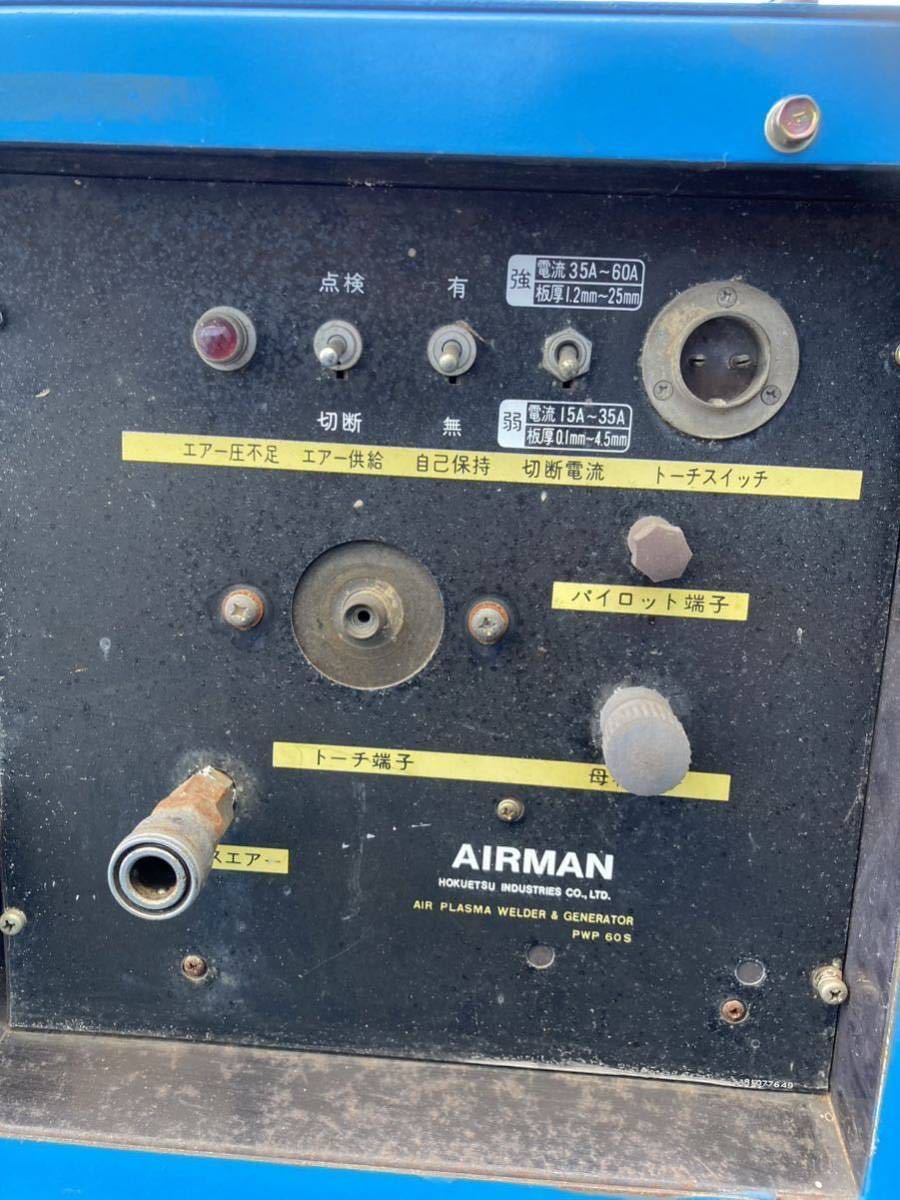 点検
有
強
電流 35A～60A
板厚 1.2mm～25mm
切断
無
弱
電流 15A～35A
板厚 0.1mm～4.5mm
エアー圧不足 エアー供給 自己保持 切断電流 トーチスイッチ
パイロット端子
トーチ端子 母
スエアー
AIRMAN
HOKUETSU INDUSTRIES CO., LTD.
AIR PLASMA WELDER & GENERATOR
PWP 60S